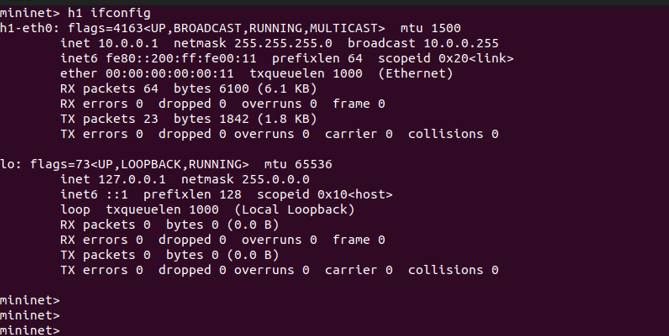 mininet> h1 ifconfig
h1-eth0: flags=4163<UP,BROADCAST,RUNNING,MULTICAST>  mtu 1500
        inet 10.0.0.1  netmask 255.255.255.0  broadcast 10.0.0.255
        inet6 fe80::200:ff:fe00:11  prefixlen 64  scopeid 0x20<link>
        ether 00:00:00:00:00:11  txqueuelen 1000  (Ethernet)
        RX packets 64  bytes 6100 (6.1 KB)
        RX errors 0  dropped 0  overruns 0  frame 0
        TX packets 23  bytes 1842 (1.8 KB)
        TX errors 0  dropped 0 overruns 0  carrier 0  collisions 0

lo: flags=73<UP,LOOPBACK,RUNNING>  mtu 65536
        inet 127.0.0.1  netmask 255.0.0.0
        inet6 ::1  prefixlen 128  scopeid 0x10<host>
        loop  txqueuelen 1000  (Local Loopback)
        RX packets 0  bytes 0 (0.0 B)
        RX errors 0  dropped 0  overruns 0  frame 0
        TX packets 0  bytes 0 (0.0 B)
        TX errors 0  dropped 0 overruns 0  carrier 0  collisions 0

mininet>
mininet>
mininet>